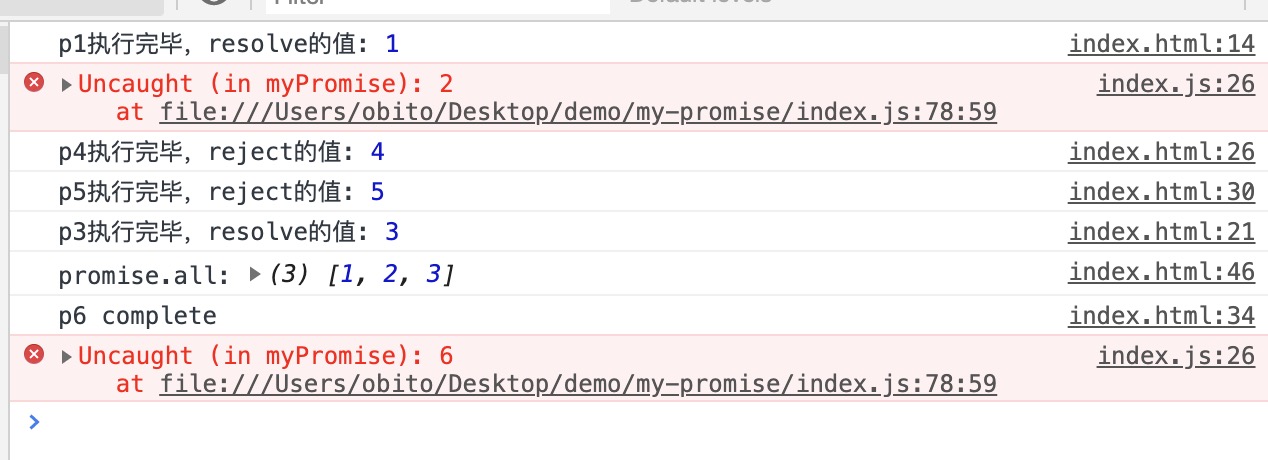 p1执行完毕，resolve的值: 1 index.html:14
Uncaught (in myPromise): 2 index.js:26
at file:///Users/obito/Desktop/demo/my-promise/index.js:78:59
p4执行完毕，reject的值: 4 index.html:26
p5执行完毕，reject的值: 5 index.html:30
p3执行完毕，resolve的值: 3 index.html:21
promise.all: (3) [1, 2, 3] index.html:46
p6 complete index.html:34
Uncaught (in myPromise): 6 index.js:26
at file:///Users/obito/Desktop/demo/my-promise/index.js:78:59